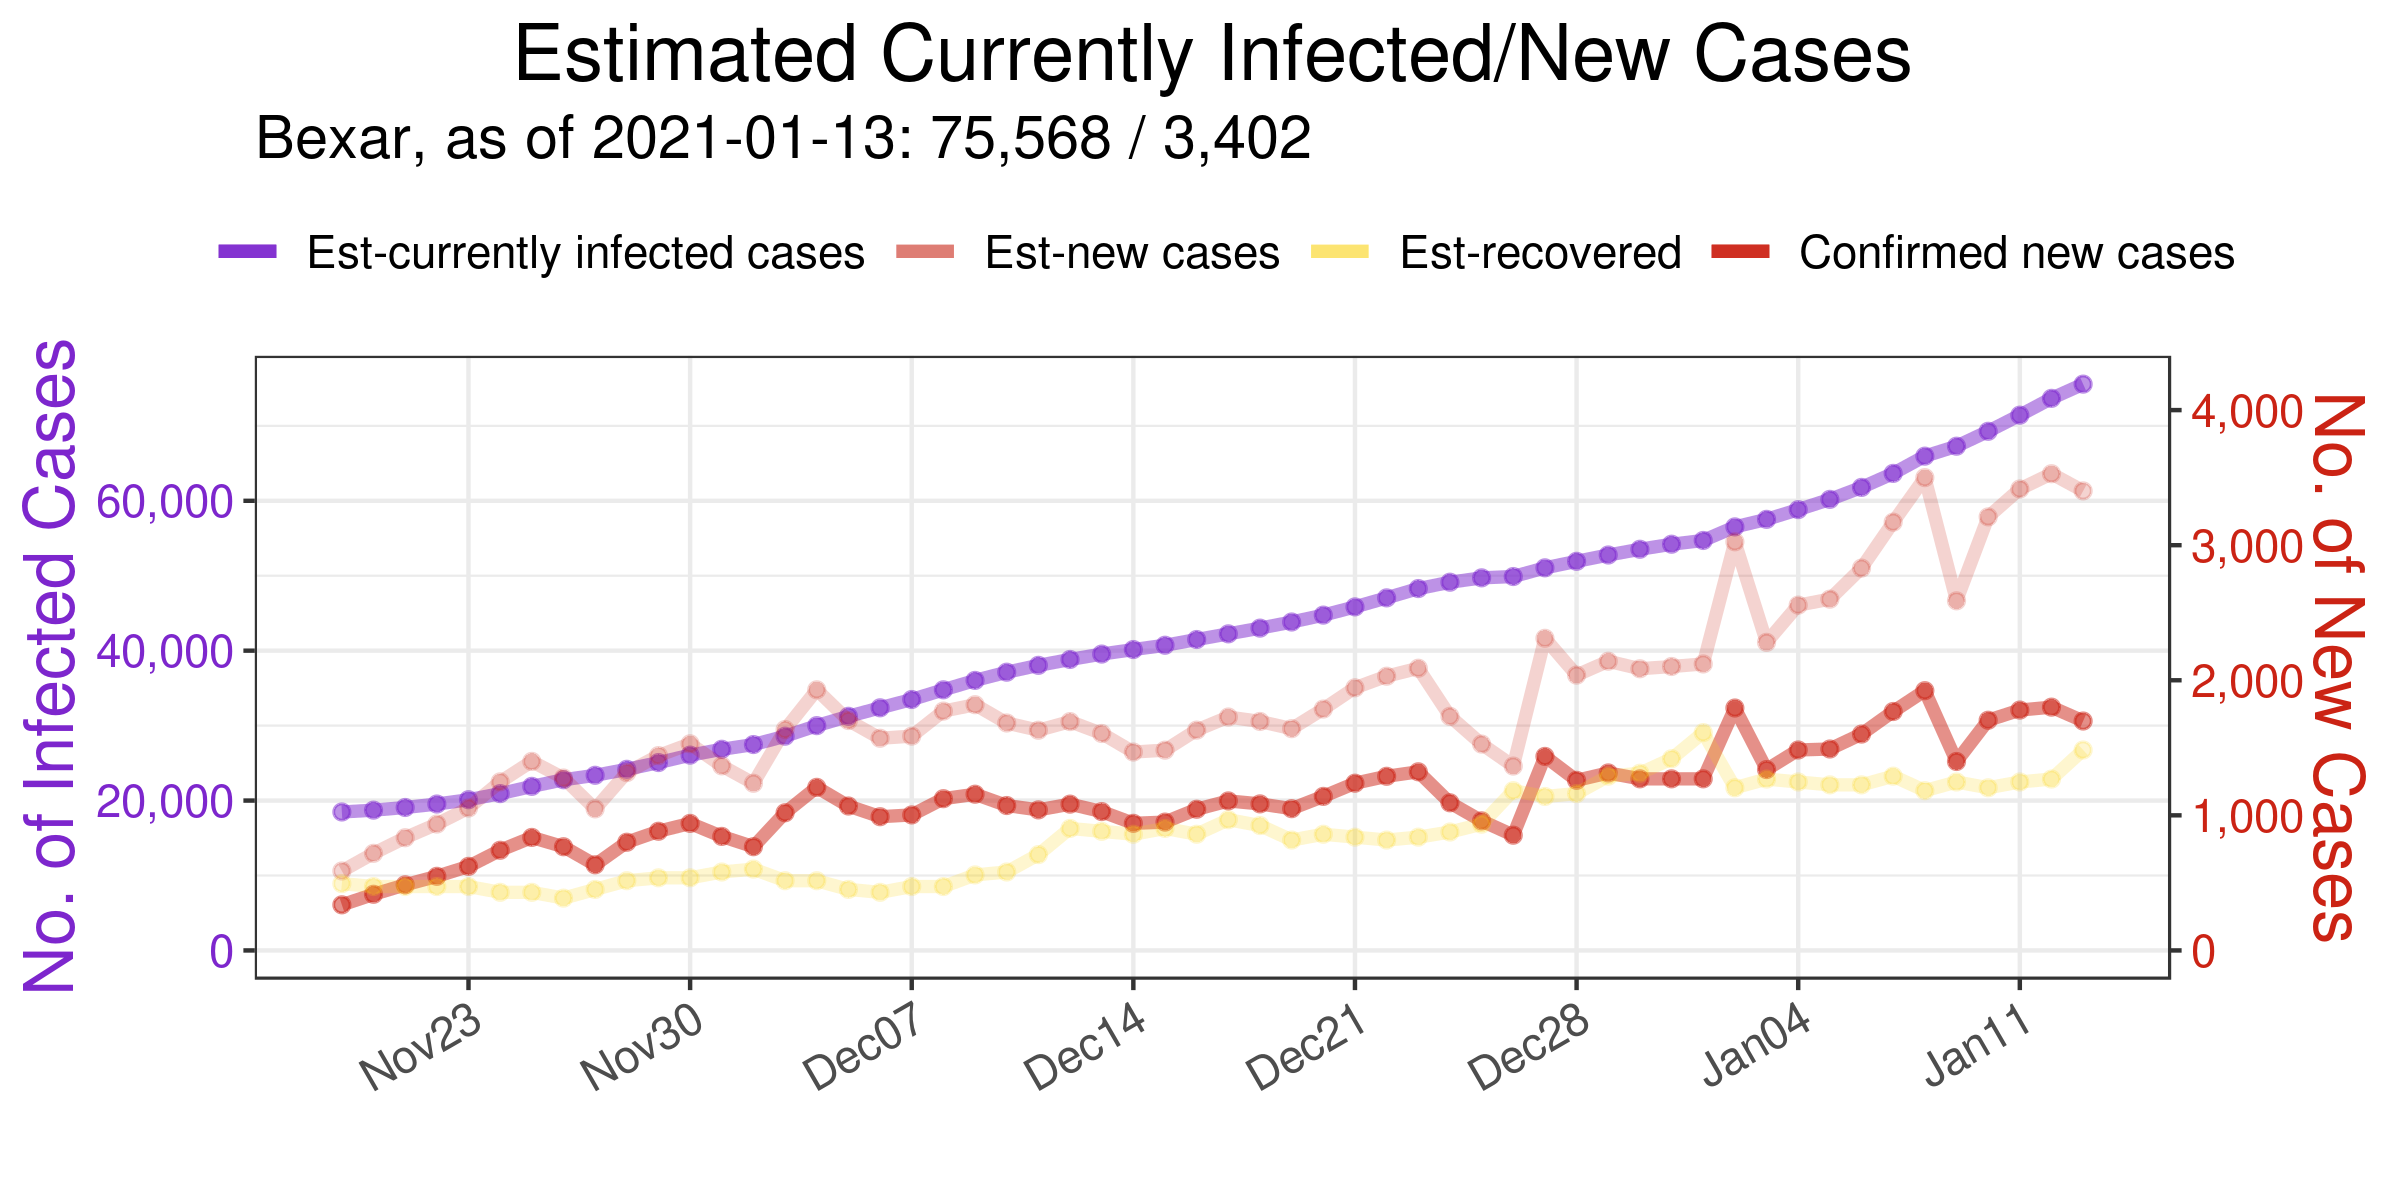 Estimated Currently Infected/New Cases
Bexar, as of 2021-01-13: 75,568 / 3,402
Est-currently infected cases Est-new cases Est-recovered Confirmed new cases
No. of Infected Cases
60,000
40,000
20,000
0
4,000
3,000
2,000
1,000
0
No. of New Cases
Nov23 Nov30 Dec07 Dec14 Dec21 Dec28 Jan04 Jan11